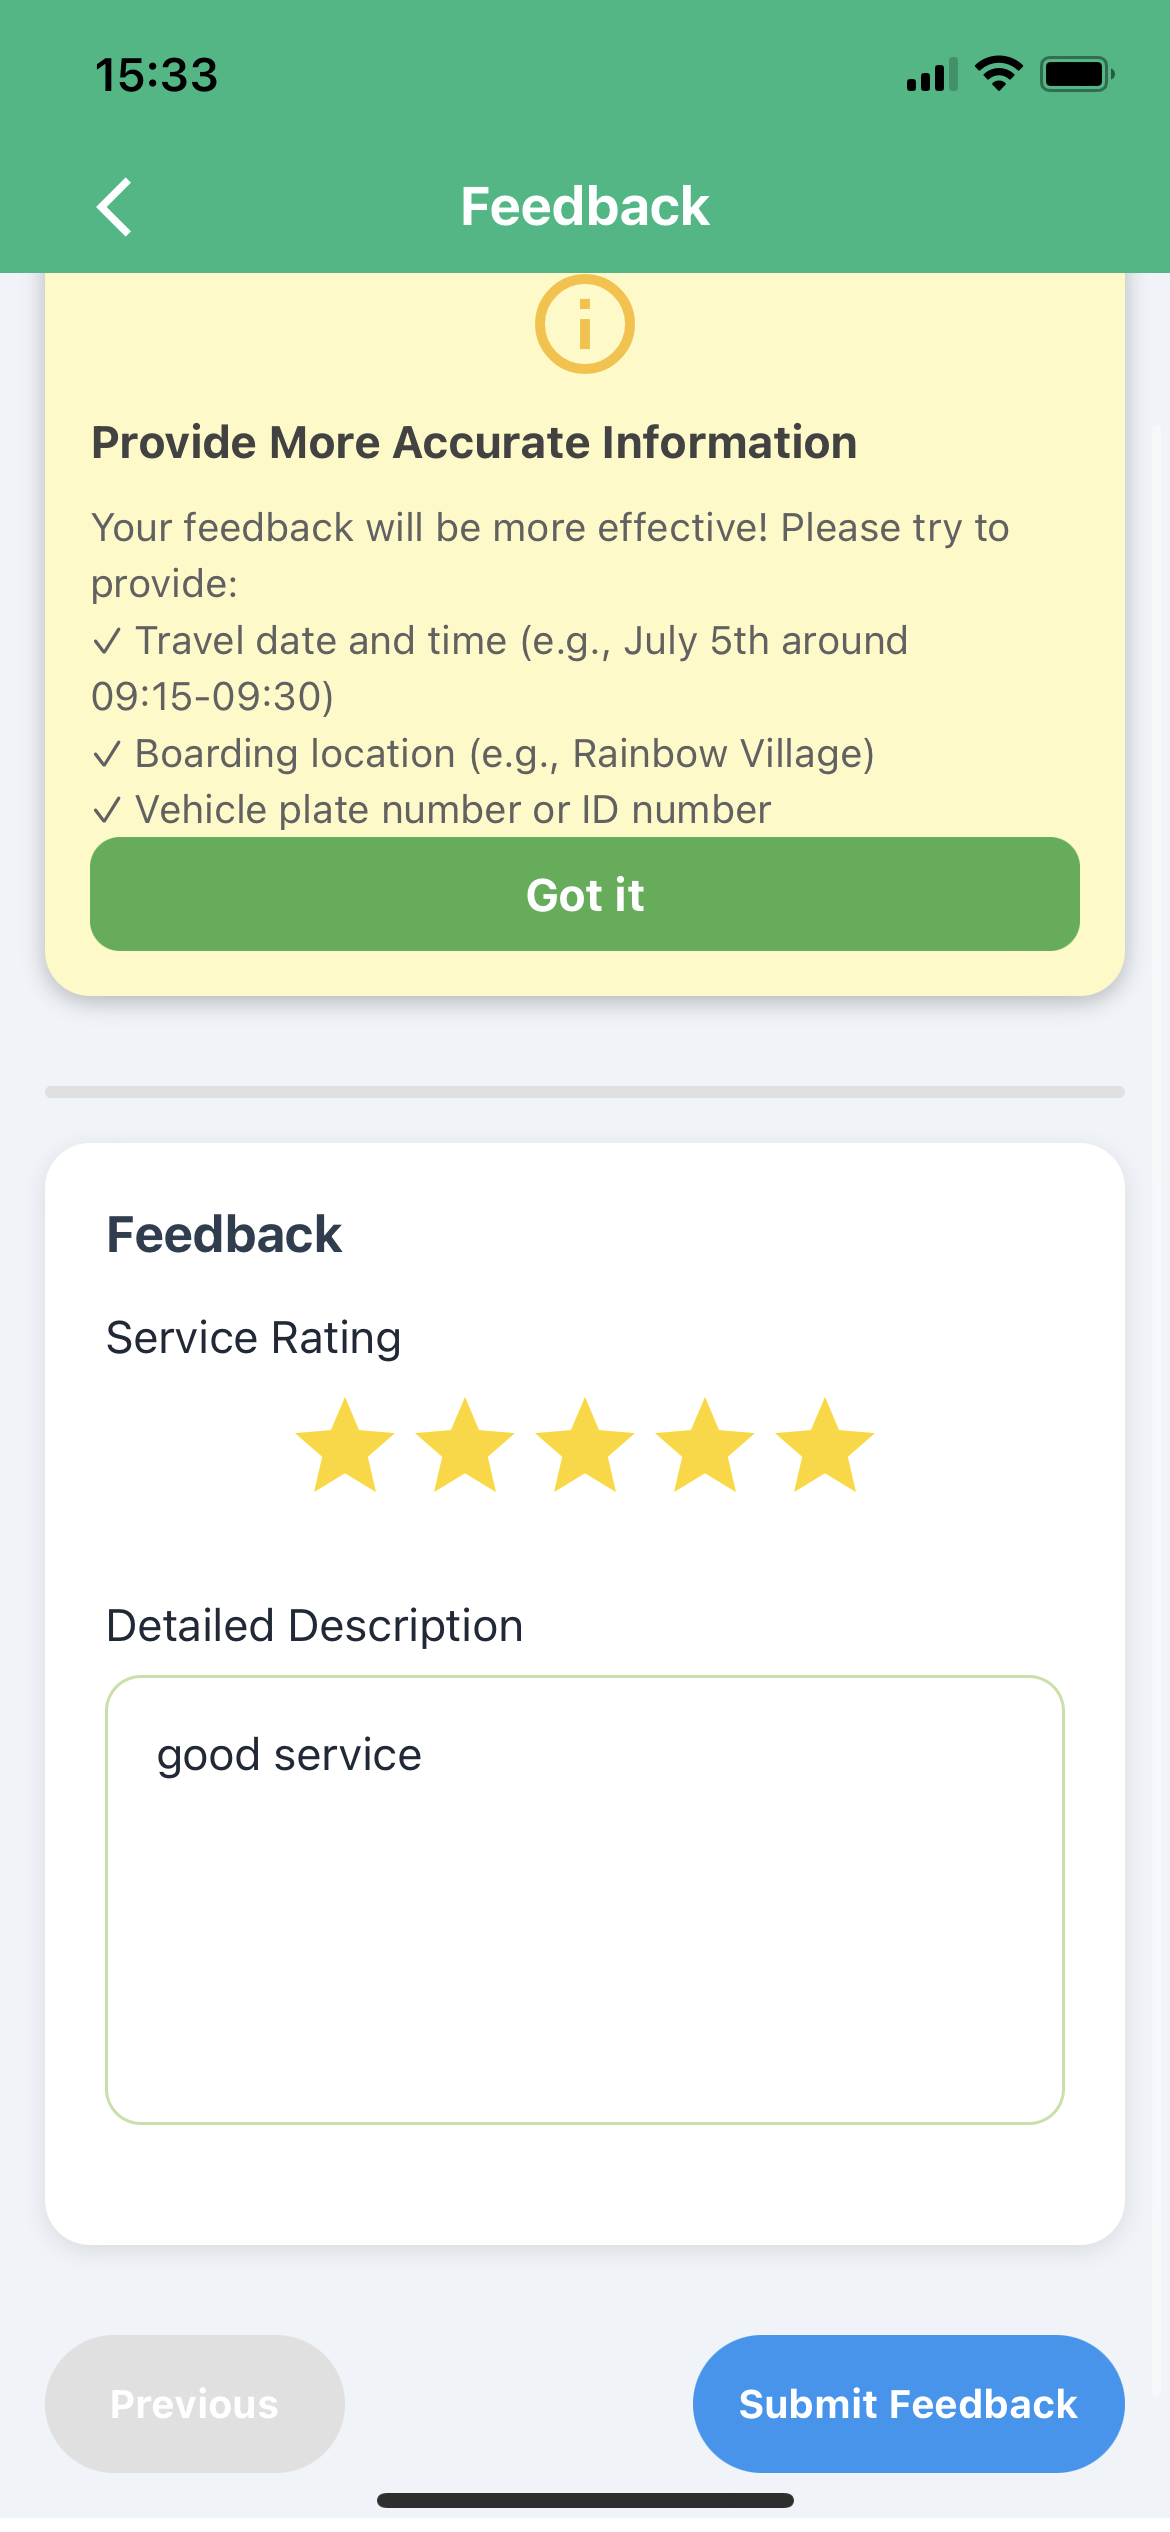 15:33
Feedback
Provide More Accurate Information
Your feedback will be more effective! Please try to
provide:
✓ Travel date and time (e.g., July 5th around
09:15-09:30)
✓ Boarding location (e.g., Rainbow Village)
✓ Vehicle plate number or ID number
Got it
Feedback
Service Rating
Detailed Description
good service
Previous
Submit Feedback